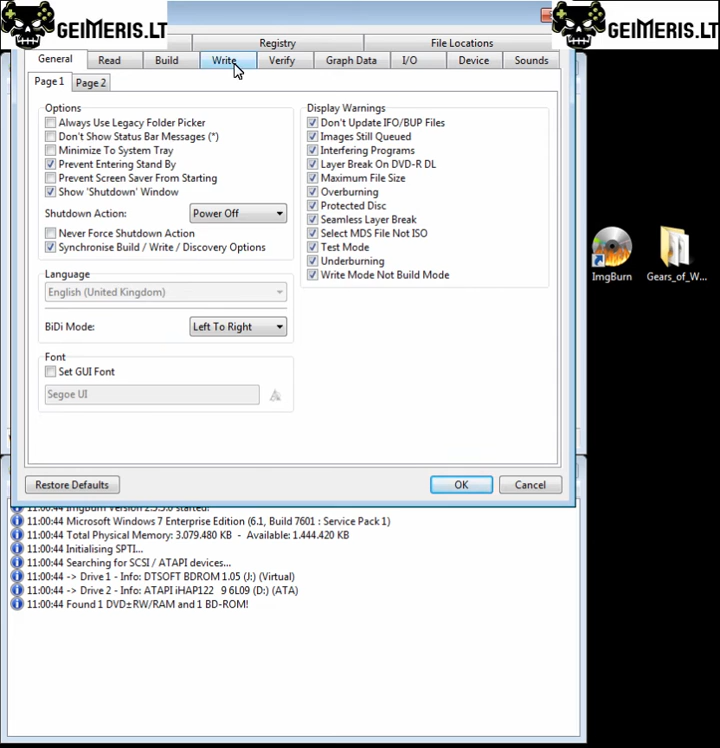 GEIMERIS.LT
GEIMERIS.LT
Registry
File Locations
General
Read
Build
Write
Verify
Graph Data
I/O
Device
Sounds
Page 1
Page 2
Options
Always Use Legacy Folder Picker
Don't Show Status Bar Messages (*)
Minimize To System Tray
Prevent Entering Stand By
Prevent Screen Saver From Starting
Show 'Shutdown' Window
Shutdown Action:
Power Off
Never Force Shutdown Action
Synchronise Build / Write / Discovery Options
Language
English (United Kingdom)
BiDi Mode:
Left To Right
Font
Set GUI Font
Segoe UI
Display Warnings
Don't Update IFO/BUP Files
Images Still Queued
Interfering Programs
Layer Break On DVD-R DL
Maximum File Size
Overburning
Protected Disc
Seamless Layer Break
Select MDS File Not ISO
Test Mode
Underburning
Write Mode Not Build Mode
ImgBurn
Gears_of_W...
Restore Defaults
OK
Cancel
11:00:44 ImgBurn Version 2.5.5.0 started!
11:00:44 Microsoft Windows 7 Enterprise Edition (6.1, Build 7601 : Service Pack 1)
11:00:44 Total Physical Memory: 3.079.480 KB - Available: 1.444.420 KB
11:00:44 Initialising SPTI...
11:00:44 Searching for SCSI / ATAPI devices...
11:00:44 -> Drive 1 - Info: DTSOFT BDROM 1.05 (J:) (Virtual)
11:00:44 -> Drive 2 - Info: ATAPI iHAP122 9 6L09 (D:) (ATA)
11:00:44 Found 1 DVD±RW/RAM and 1 BD-ROM!